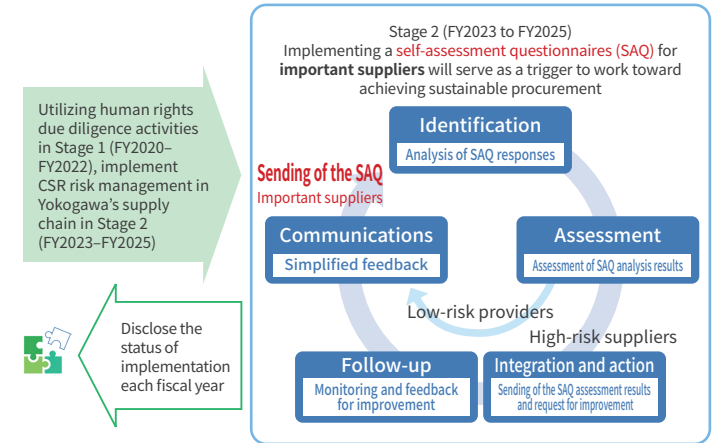 Stage 2 (FY2023 to FY2025)
Implementing a self-assessment questionnaires (SAQ) for
important suppliers will serve as a trigger to work toward
achieving sustainable procurement
Utilizing human rights
due diligence activities
in Stage 1 (FY2020–
FY2022), implement
CSR risk management in
Yokogawa's supply
chain in Stage 2
(FY2023–FY2025)
Identification
Analysis of SAQ responses
Sending of the SAQ
Important suppliers
Communications
Simplified feedback
Assessment
Assessment of SAQ analysis results
Low-risk providers
High-risk suppliers
Disclose the
status of
implementation
each fiscal year
Follow-up
Monitoring and feedback
for improvement
Integration and action
Sending of the SAQ assessment results
and request for improvement